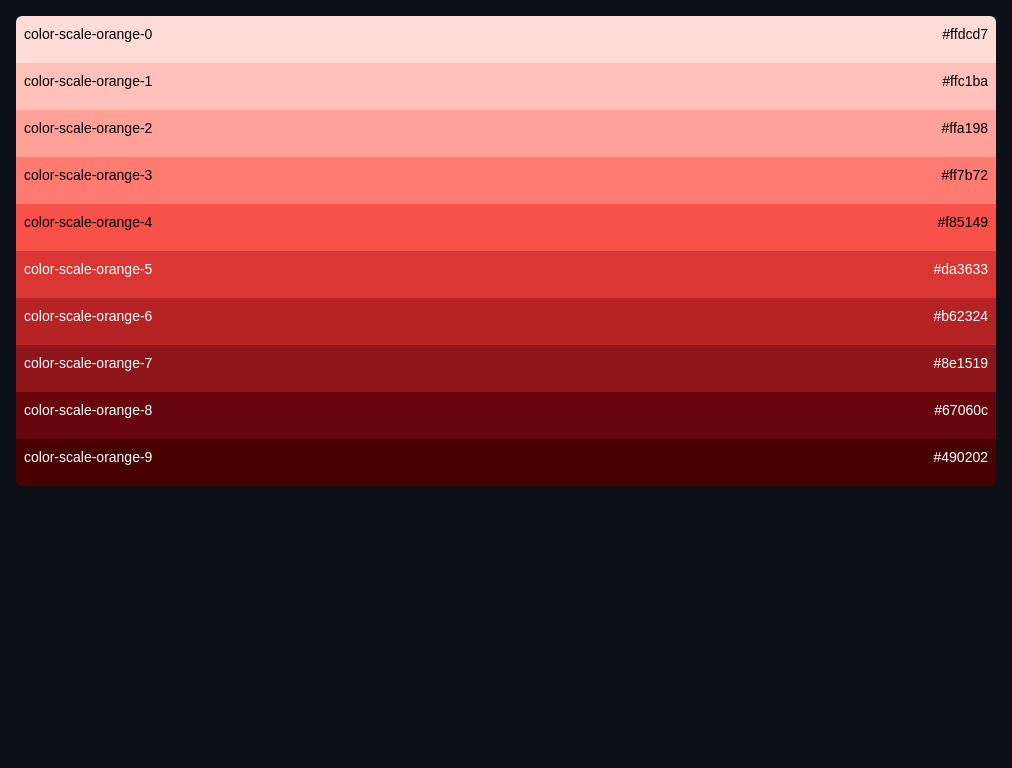 color-scale-orange-0 #ffdcd7
color-scale-orange-1 #ffc1ba
color-scale-orange-2 #ffa198
color-scale-orange-3 #ff7b72
color-scale-orange-4 #f85149
color-scale-orange-5 #da3633
color-scale-orange-6 #b62324
color-scale-orange-7 #8e1519
color-scale-orange-8 #67060c
color-scale-orange-9 #490202